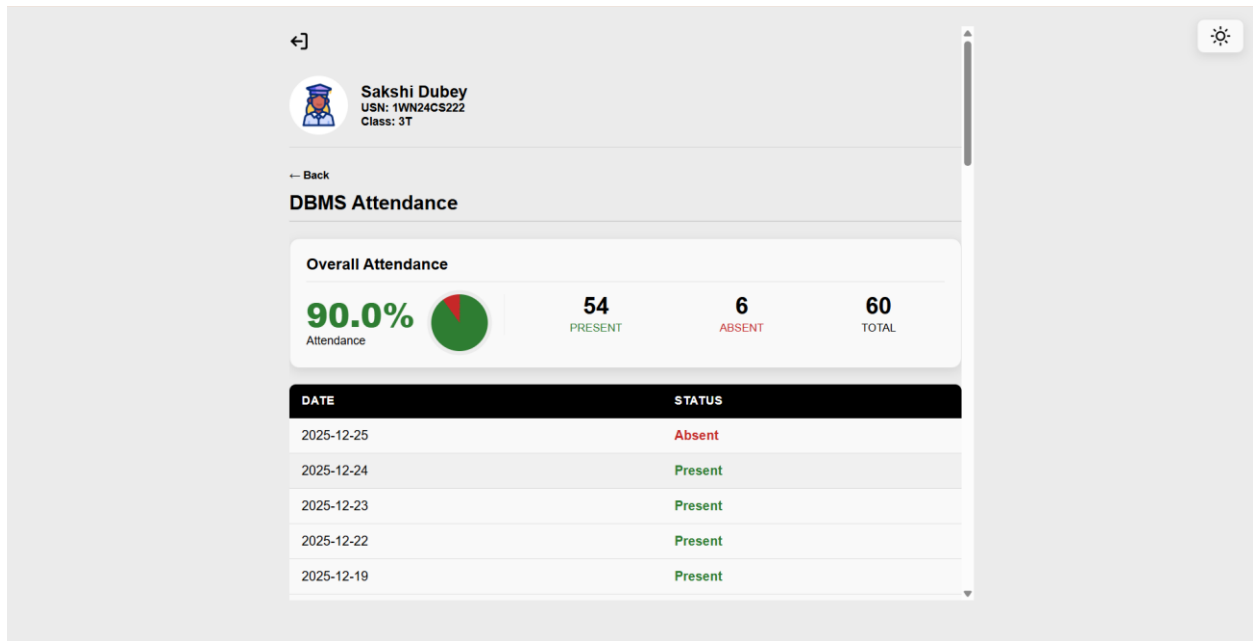 Sakshi Dubey
USN: 1WN24CS222
Class: 3T
← Back
DBMS Attendance
Overall Attendance
90.0%
Attendance
54
PRESENT
6
ABSENT
60
TOTAL
DATE STATUS
2025-12-25 Absent
2025-12-24 Present
2025-12-23 Present
2025-12-22 Present
2025-12-19 Present